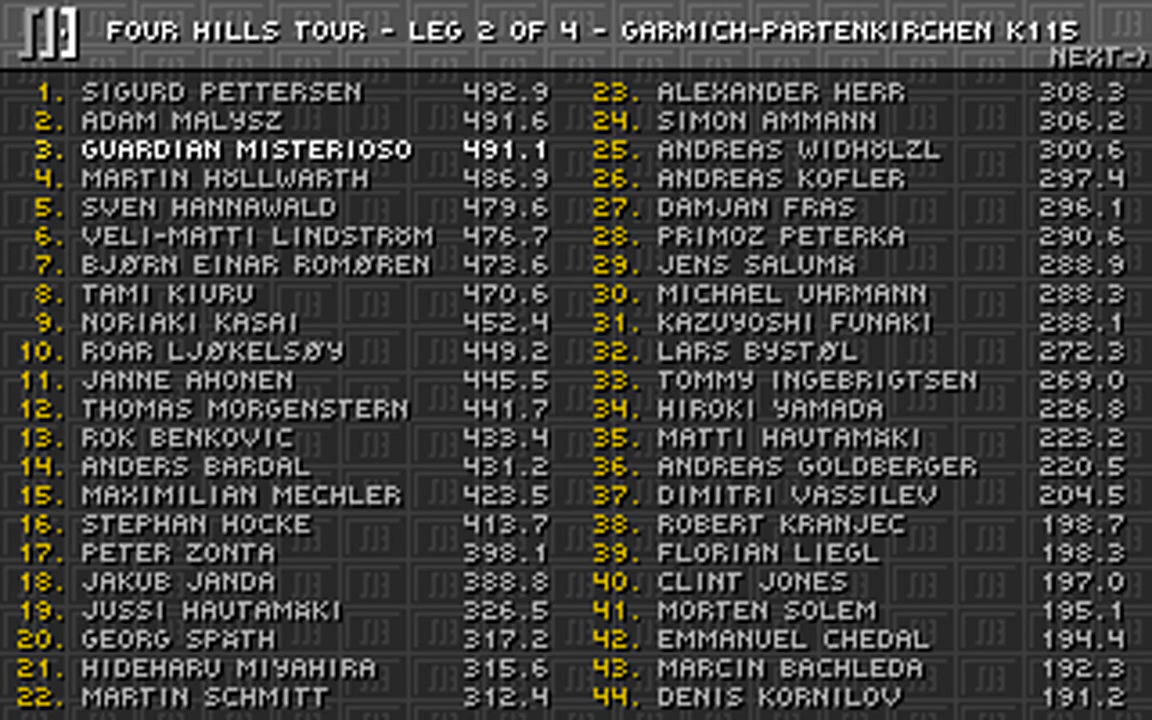 FOUR HILLS TOUR - LEG 2 OF 4 - GARMICH-PARTENKIRCHEN K115
NEXT->
1. SIGURD PETTERSEN 492.9
2. ADAM MALYSZ 491.6
3. GUARDIAN MISTERIOSO 491.1
4. MARTIN HÖLLWARTH 486.9
5. SVEN HANNAWALD 479.6
6. VELI-MATTI LINDSTRÖM 476.7
7. BJØRN EINAR ROMØREN 473.6
8. TAMI KIURU 470.6
9. NORIAKI KASAI 452.4
10. ROAR LJØKELSØY 449.2
11. JANNE AHONEN 445.5
12. THOMAS MORGENSTERN 441.7
13. ROK BENKOVIC 433.4
14. ANDERS BARDAL 431.2
15. MAXIMILIAN MECHLER 423.5
16. STEPHAN HOCKE 413.7
17. PETER ZONTA 398.1
18. JAKUB JANDA 388.8
19. JUSSI HAUTAMÄKI 326.5
20. GEORG SPÄTH 317.2
21. HIDEHARU MIYAHIRA 315.6
22. MARTIN SCHMITT 312.4
23. ALEXANDER HERR 308.3
24. SIMON AMMANN 306.2
25. ANDREAS WIDHÖLZL 300.6
26. ANDREAS KOFLER 297.4
27. DAMJAN FRAS 296.1
28. PRIMOZ PETERKA 290.6
29. JENS SALUMÄ 288.9
30. MICHAEL UHRMANN 288.3
31. KAZUYOSHI FUNAKI 288.1
32. LARS BYSTØL 272.3
33. TOMMY INGEBRIGTSEN 269.0
34. HIROKI YAMADA 226.8
35. MATTI HAUTAMÄKI 223.2
36. ANDREAS GOLDBERGER 220.5
37. DIMITRI VASSILEV 204.5
38. ROBERT KRANJEC 198.7
39. FLORIAN LIEGL 198.3
40. CLINT JONES 197.0
41. MORTEN SOLEM 195.1
42. EMMANUEL CHEDAL 194.4
43. MARCIN BACHLEDA 192.3
44. DENIS KORNILOV 191.2